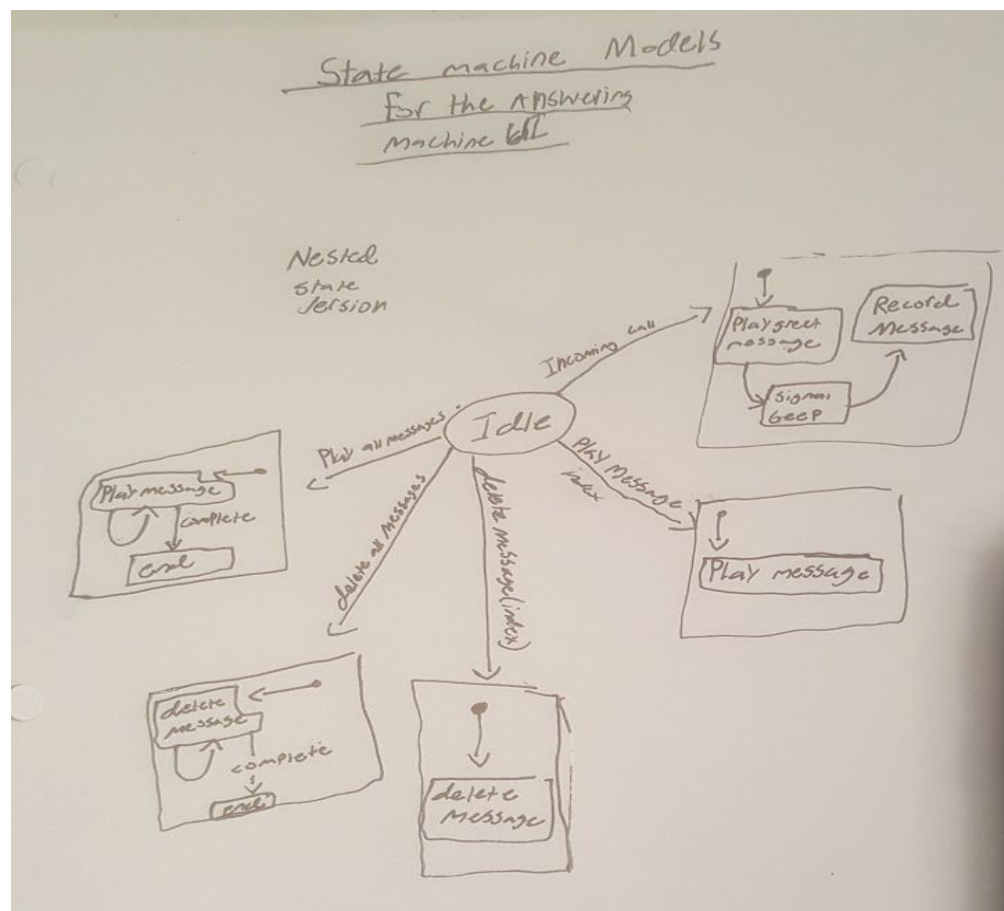 State machine Models
For the Answering
machine
Nested
state
Version
Incoming call
Play greet
message
Record
Message
signal
beep
Idle
Play all messages
Play message
complete
end
delete all messages
delete message(index)
Play message
index
Play message
delete
message
complete
end
delete
Message